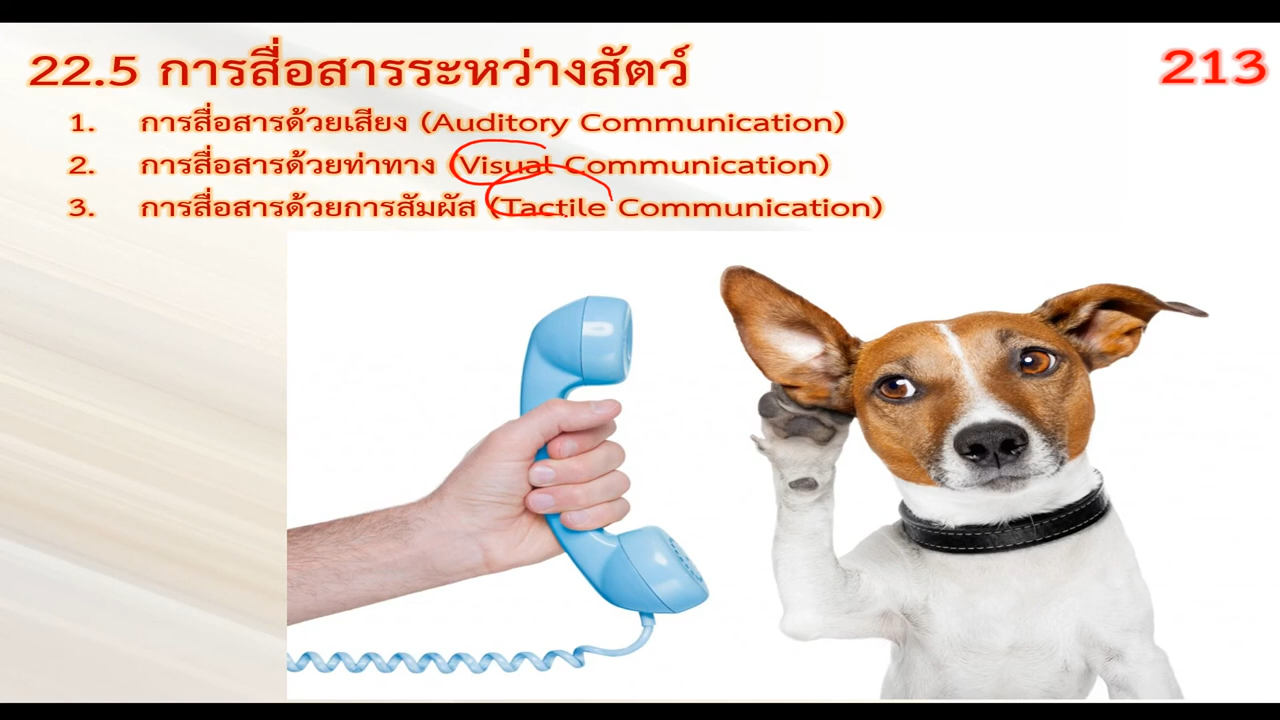 22.5 การสื่อสารระหว่างสัตว์
213
1. การสื่อสารด้วยเสียง (Auditory Communication)
2. การสื่อสารด้วยท่าทาง (Visual Communication)
3. การสื่อสารด้วยการสัมผัส (Tactile Communication)